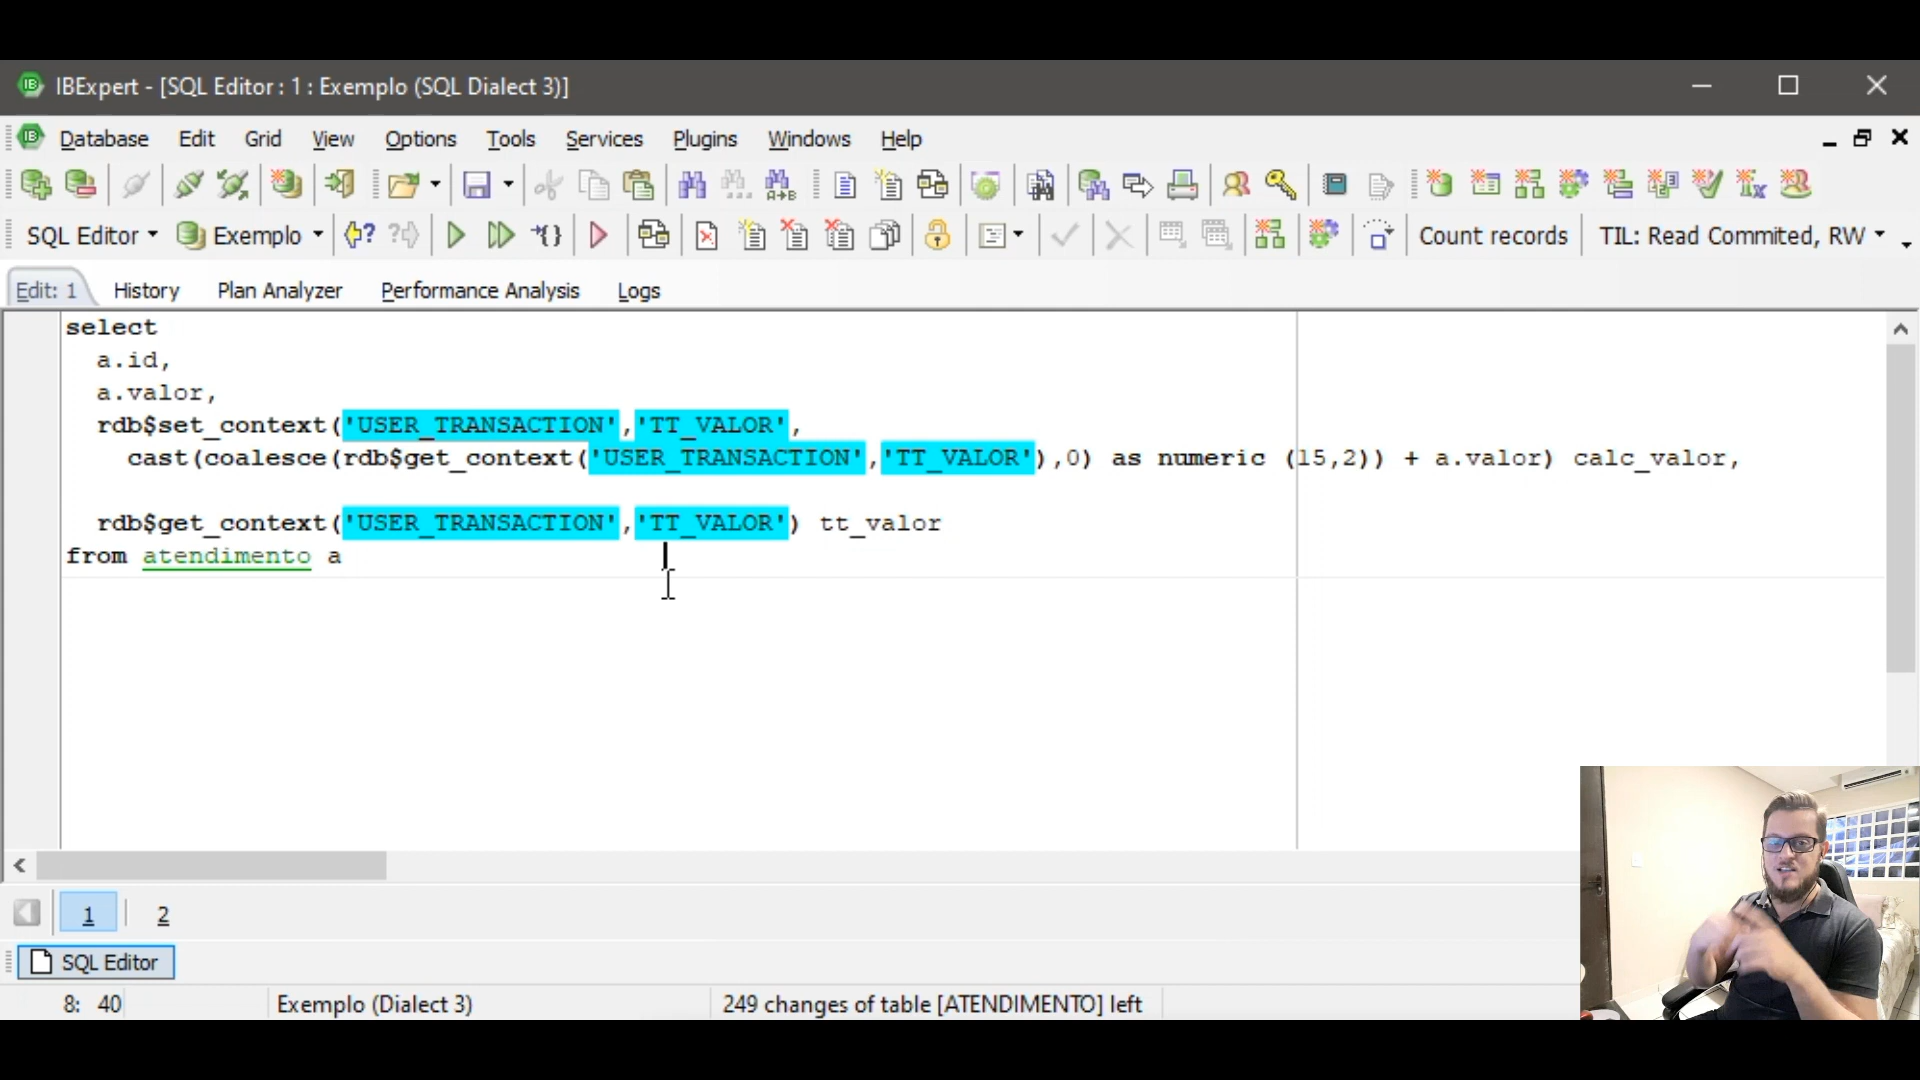 IBExpert - [SQL Editor : 1 : Exemplo (SQL Dialect 3)]
Database Edit Grid View Options Tools Services Plugins Windows Help
SQL Editor Exemplo Count records TIL: Read Commited, RW
Edit: 1 History Plan Analyzer Performance Analysis Logs
select
a.id,
a.valor,
rdb$set_context('USER_TRANSACTION','TT_VALOR',
cast(coalesce(rdb$get_context('USER_TRANSACTION','TT_VALOR'),0) as numeric (15,2)) + a.valor) calc_valor,
rdb$get_context('USER_TRANSACTION','TT_VALOR') tt_valor
from atendimento a
1 2
SQL Editor
8: 40 Exemplo (Dialect 3) 249 changes of table [ATENDIMENTO] left